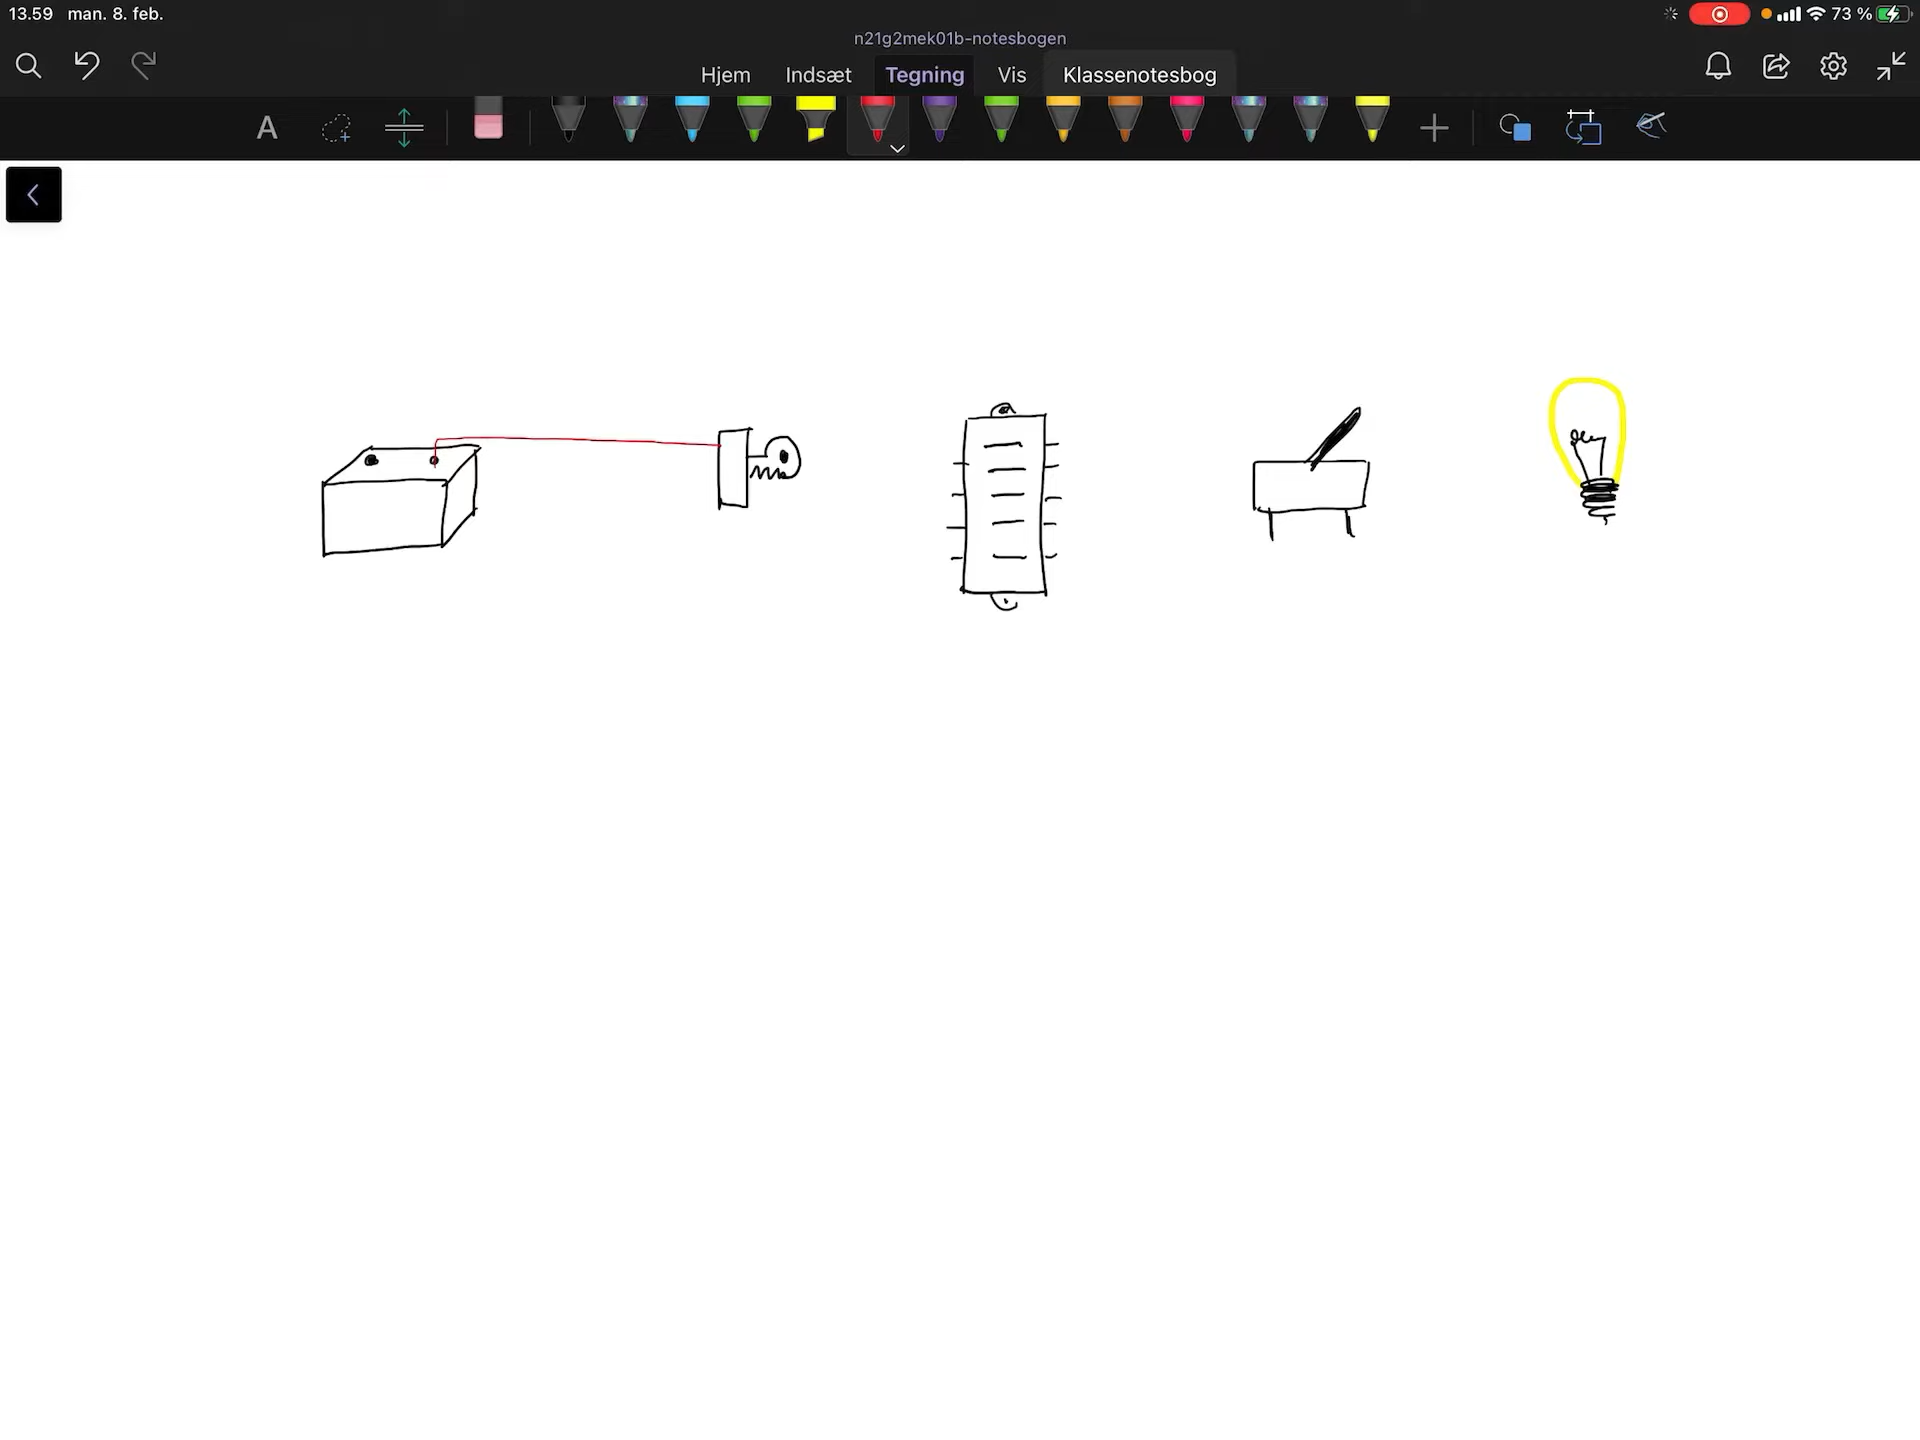 13.59 man. 8. feb.
73 %
n21g2mek01b-notesbogen
Hjem Indsæt Tegning Vis Klassenotesbog
A